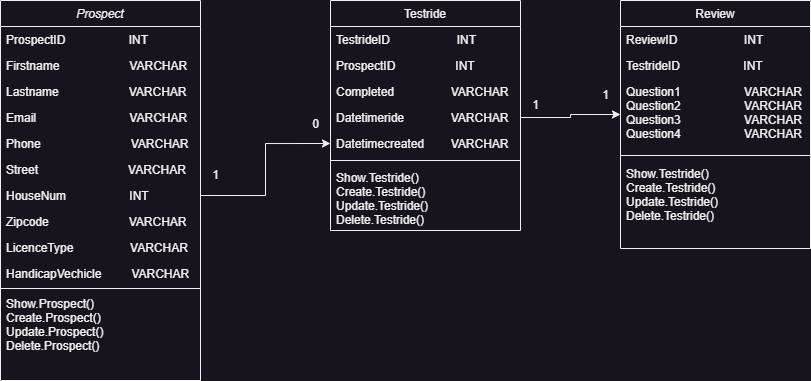 Prospect
ProspectID INT
Firstname VARCHAR
Lastname VARCHAR
Email VARCHAR
Phone VARCHAR
Street VARCHAR
HouseNum INT
Zipcode VARCHAR
LicenceType VARCHAR
HandicapVechicle VARCHAR
Show.Prospect()
Create.Prospect()
Update.Prospect()
Delete.Prospect()
1
0
Testride
TestrideID INT
ProspectID INT
Completed VARCHAR
Datetimeride VARCHAR
Datetimecreated VARCHAR
Show.Testride()
Create.Testride()
Update.Testride()
Delete.Testride()
1
1
Review
ReviewID INT
TestrideID INT
Question1 VARCHAR
Question2 VARCHAR
Question3 VARCHAR
Question4 VARCHAR
Show.Testride()
Create.Testride()
Update.Testride()
Delete.Testride()